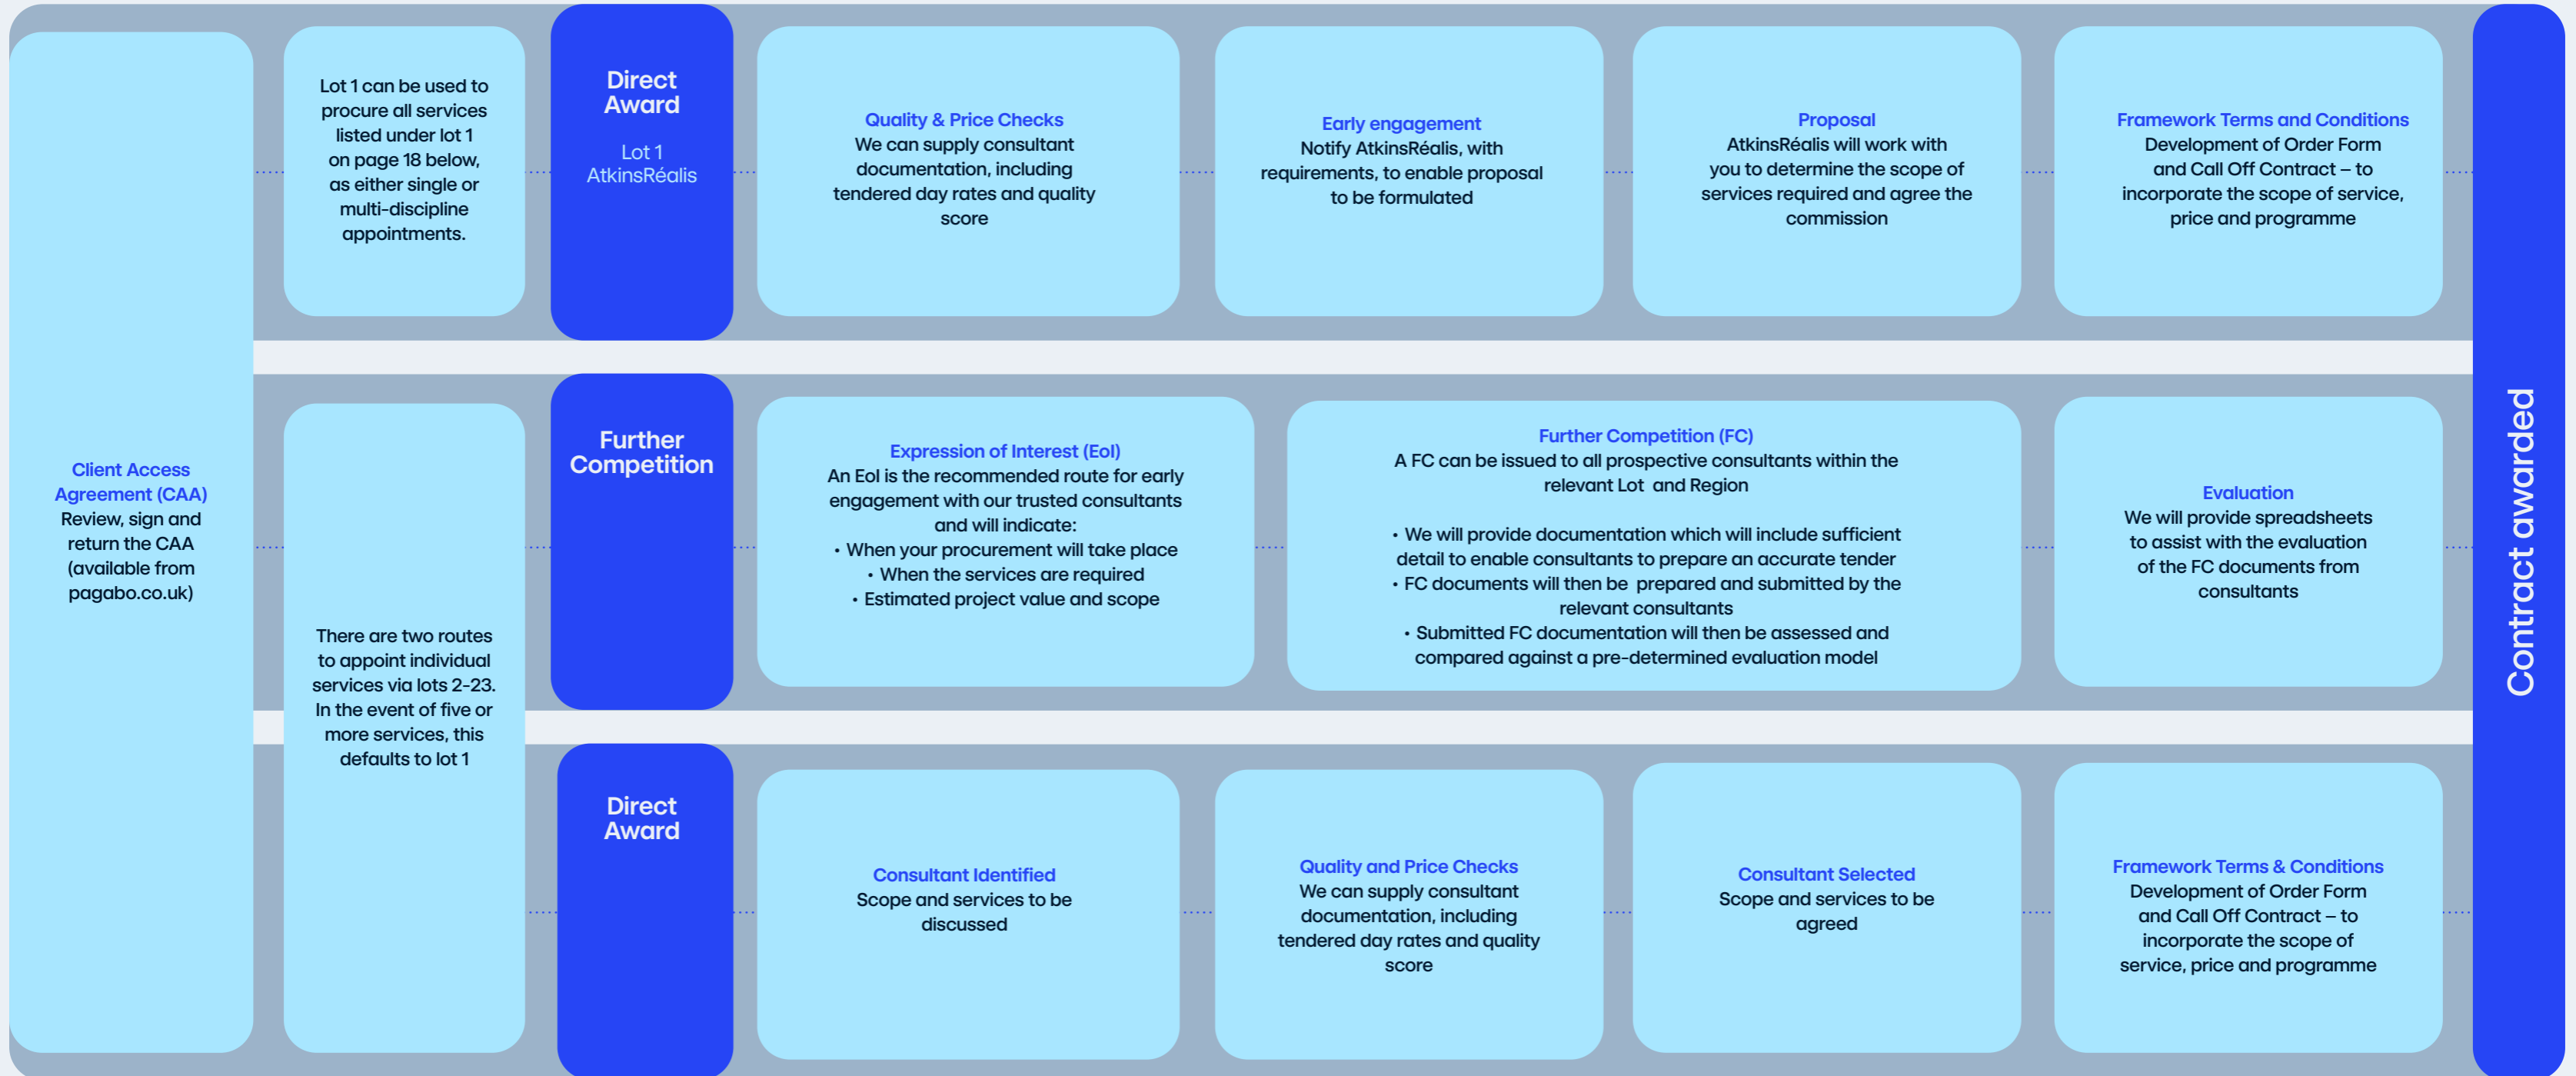 Client Access
Agreement (CAA)
Review, sign and
return the CAA
(available from
pagabo.co.uk)
Lot 1 can be used to
procure all services
listed under lot 1
on page 18 below,
as either single or
multi-discipline
appointments.
Direct
Award
Lot 1
AtkinsRéalis
Quality & Price Checks
We can supply consultant
documentation, including
tendered day rates and quality
score
Early engagement
Notify AtkinsRéalis, with
requirements, to enable proposal
to be formulated
Proposal
AtkinsRéalis will work with
you to determine the scope of
services required and agree the
commission
Framework Terms and Conditions
Development of Order Form
and Call Off Contract – to
incorporate the scope of service,
price and programme
There are two routes
to appoint individual
services via lots 2-23.
In the event of five or
more services, this
defaults to lot 1
Further
Competition
Expression of Interest (EoI)
An EoI is the recommended route for early
engagement with our trusted consultants
and will indicate:
• When your procurement will take place
• When the services are required
• Estimated project value and scope
Further Competition (FC)
A FC can be issued to all prospective consultants within the
relevant Lot  and Region
• We will provide documentation which will include sufficient
detail to enable consultants to prepare an accurate tender
• FC documents will then be  prepared and submitted by the
relevant consultants
• Submitted FC documentation will then be assessed and
compared against a pre-determined evaluation model
Evaluation
We will provide spreadsheets
to assist with the evaluation
of the FC documents from
consultants
Direct
Award
Consultant Identified
Scope and services to be
discussed
Quality and Price Checks
We can supply consultant
documentation, including
tendered day rates and quality
score
Consultant Selected
Scope and services to be
agreed
Framework Terms & Conditions
Development of Order Form
and Call Off Contract – to
incorporate the scope of
service, price and programme
Contract awarded